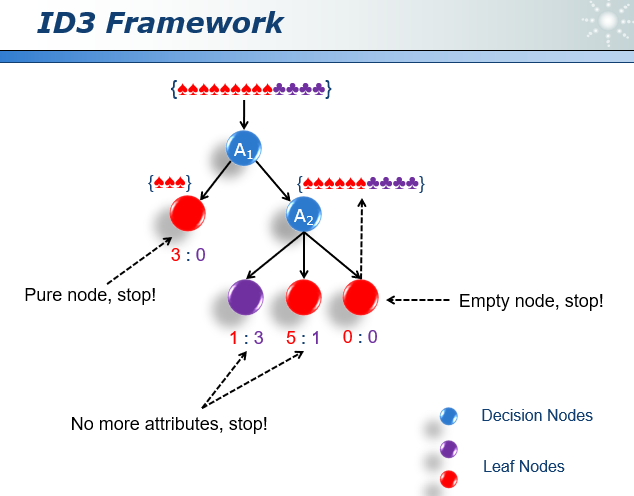 ID3 Framework
{♠♠♠♠♠♠♠♠♠♣♣♣♣♣}
A₁
{♠♠♠}
{♠♠♠♠♠♠♣♣♣♣♣}
A₂
3 : 0
Pure node, stop!
Empty node, stop!
1 : 3
5 : 1
0 : 0
No more attributes, stop!
Decision Nodes
Leaf Nodes